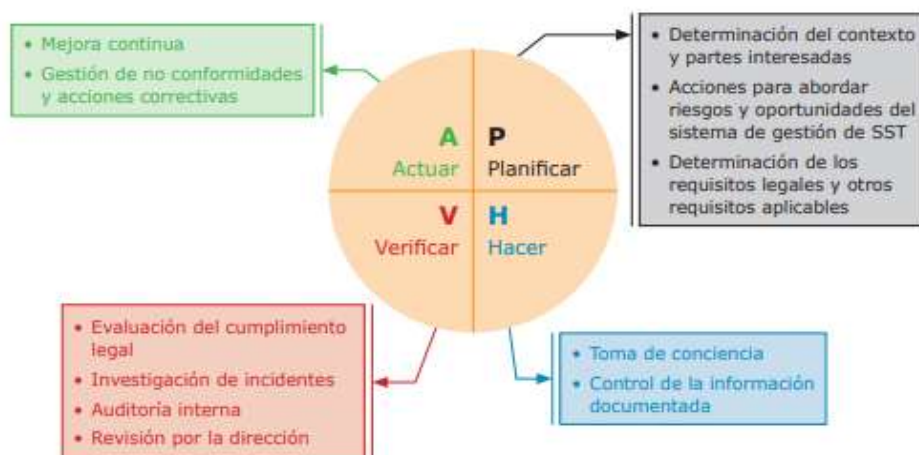 • Mejora continua
• Gestión de no conformidades
y acciones correctivas
• Determinación del contexto
y partes interesadas
• Acciones para abordar
riesgos y oportunidades del
sistema de gestión de SST
• Determinación de los
requisitos legales y otros
requisitos aplicables
A
Actuar
P
Planificar
V
Verificar
H
Hacer
• Evaluación del cumplimiento
legal
• Investigación de incidentes
• Auditoría interna
• Revisión por la dirección
• Toma de conciencia
• Control de la información
documentada